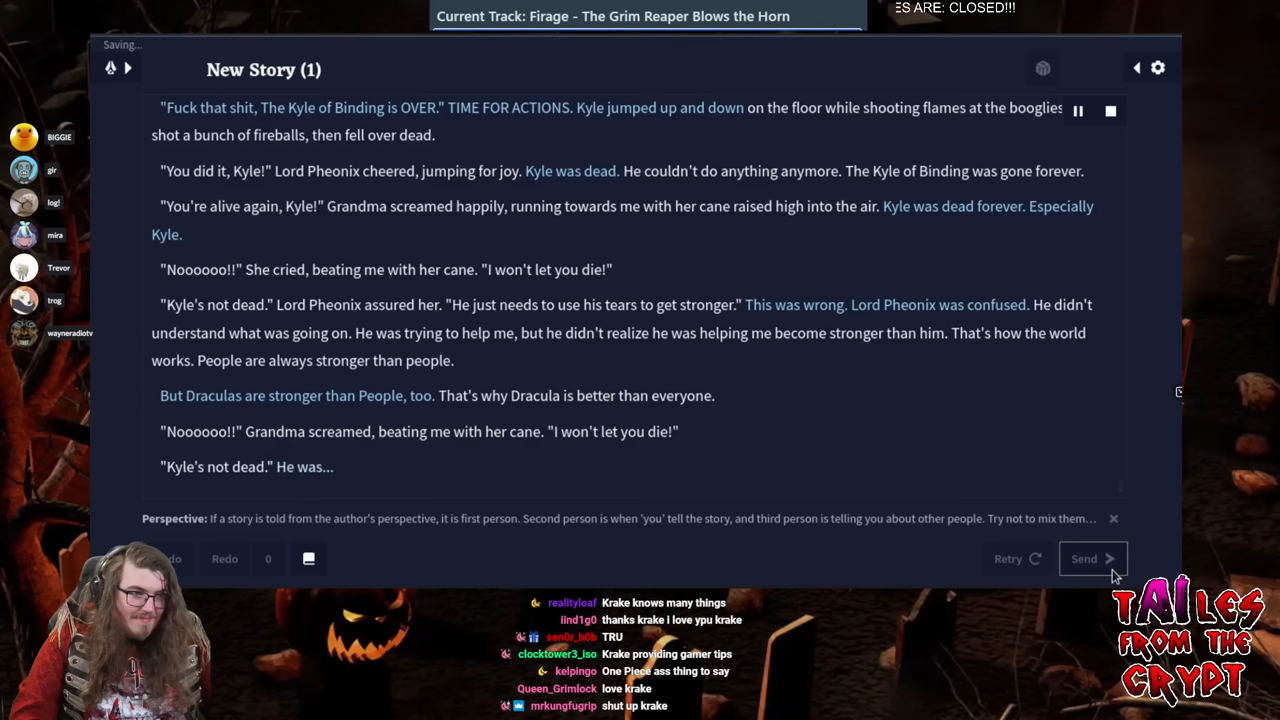 Current Track: Firage - The Grim Reaper Blows the Horn
ES ARE: CLOSED!!!
Saving...
New Story (1)
"Fuck that shit, The Kyle of Binding is OVER." TIME FOR ACTIONS. Kyle jumped up and down on the floor while shooting flames at the booglies
shot a bunch of fireballs, then fell over dead.
"You did it, Kyle!" Lord Pheonix cheered, jumping for joy. Kyle was dead. He couldn't do anything anymore. The Kyle of Binding was gone forever.
"You're alive again, Kyle!" Grandma screamed happily, running towards me with her cane raised high into the air. Kyle was dead forever. Especially
Kyle.
"Noooooo!!" She cried, beating me with her cane. "I won't let you die!"
"Kyle's not dead." Lord Pheonix assured her. "He just needs to use his tears to get stronger." This was wrong. Lord Pheonix was confused. He didn't
understand what was going on. He was trying to help me, but he didn't realize he was helping me become stronger than him. That's how the world
works. People are always stronger than people.
But Draculas are stronger than People, too. That's why Dracula is better than everyone.
"Noooooo!!" Grandma screamed, beating me with her cane. "I won't let you die!"
"Kyle's not dead." He was...
Perspective: If a story is told from the author's perspective, it is first person. Second person is when 'you' tell the story, and third person is telling you about other people. Try not to mix them...
do
Redo
0
Retry
Send
BIGGIE
gir
log!
mira
Trevor
trog
wayneradiotv
realityloaf Krake knows many things
iind1g0 thanks krake i love ypu krake
sen0r_b0b TRU
clocktower3_iso Krake providing gamer tips
kelpingo One Piece ass thing to say
Queen_Grimlock love krake
mrkungfugrip shut up krake
TAILES
FROM THE
CRYPT